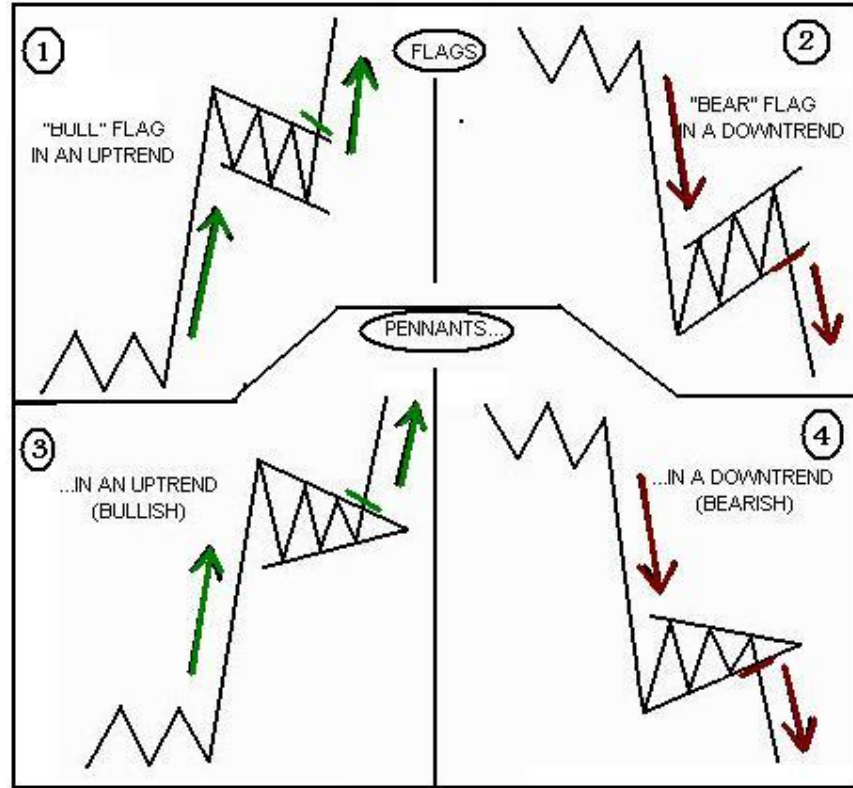 1
FLAGS
2
"BULL" FLAG
IN AN UPTREND
"BEAR" FLAG
IN A DOWNTREND
PENNANTS...
3
...IN AN UPTREND
(BULLISH)
4
...IN A DOWNTREND
(BEARISH)